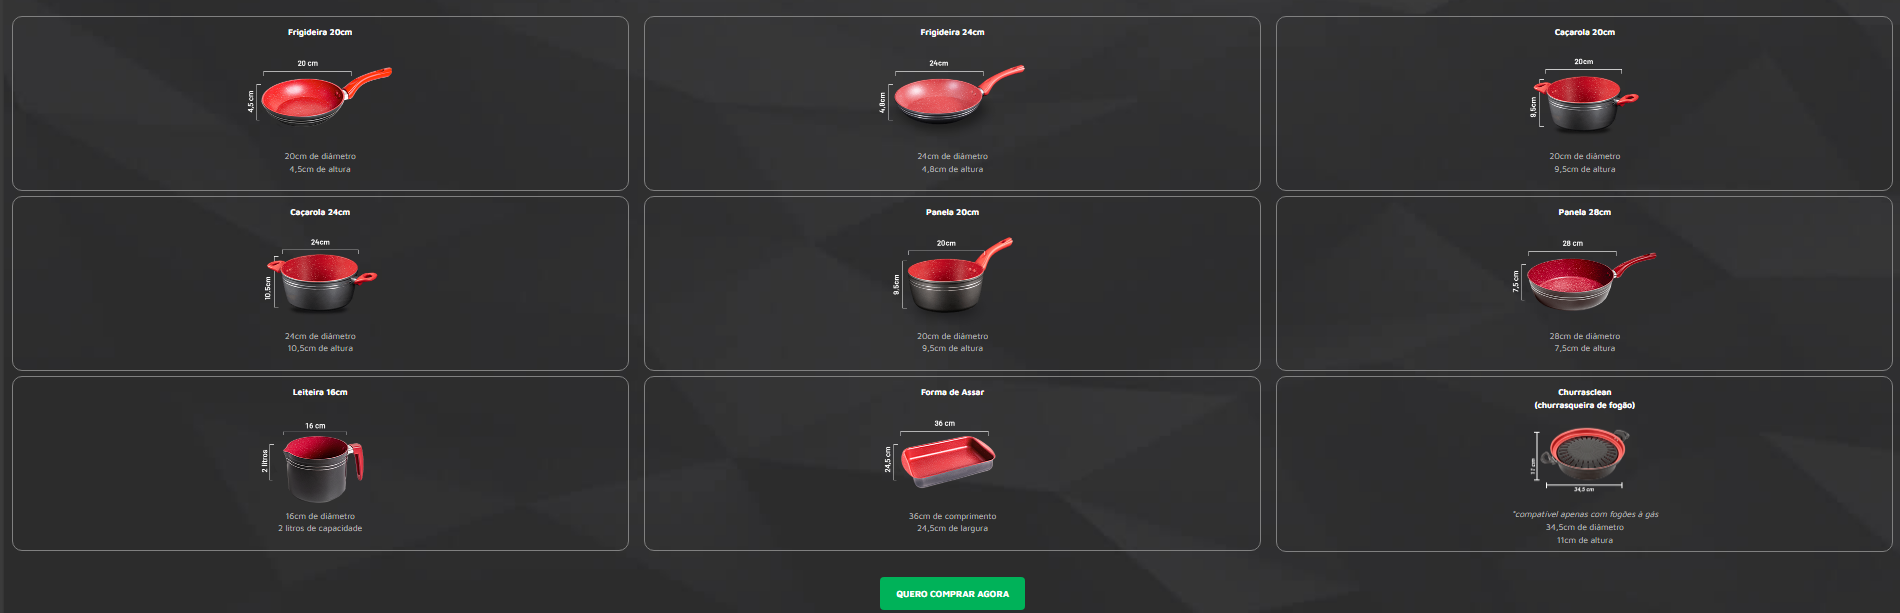 Frigideira 20cm
20 cm
4,5 cm
20cm de diâmetro
4,5cm de altura
Frigideira 24cm
24cm
4,8cm
24cm de diâmetro
4,8cm de altura
Caçarola 20cm
20cm
9,5cm
20cm de diâmetro
9,5cm de altura
Caçarola 24cm
24cm
10,5cm
24cm de diâmetro
10,5cm de altura
Panela 20cm
20cm
9,5cm
20cm de diâmetro
9,5cm de altura
Panela 28cm
28 cm
7,5 cm
28cm de diâmetro
7,5cm de altura
Leiteira 16cm
16 cm
2 litros
16cm de diâmetro
2 litros de capacidade
Forma de Assar
36 cm
24,5 cm
36cm de comprimento
24,5cm de largura
Churrasclean
(churrasqueira de fogão)
11 cm
34,5 cm
*compatível apenas com fogões à gás
34,5cm de diâmetro
11cm de altura
QUERO COMPRAR AGORA